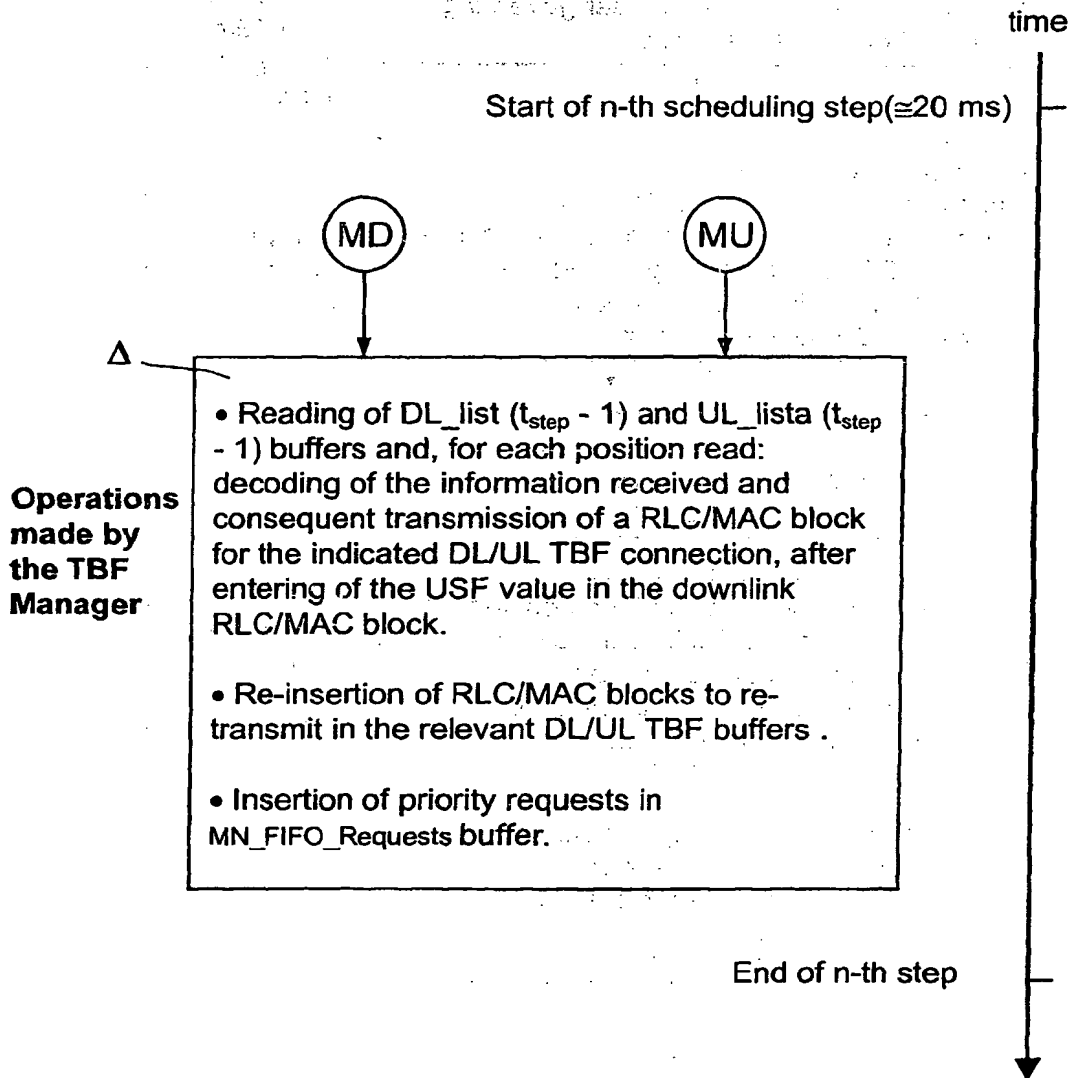 time
Start of n-th scheduling step(≅20 ms)
MD
MU
Δ
• Reading of DL_list (tstep - 1) and UL_lista (tstep
- 1) buffers and, for each position read:
decoding of the information received and
consequent transmission of a RLC/MAC block
for the indicated DL/UL TBF connection, after
entering of the USF value in the downlink
RLC/MAC block.
• Re-insertion of RLC/MAC blocks to re-
transmit in the relevant DL/UL TBF buffers .
• Insertion of priority requests in
MN_FIFO_Requests buffer.
Operations
made by
the TBF
Manager
End of n-th step